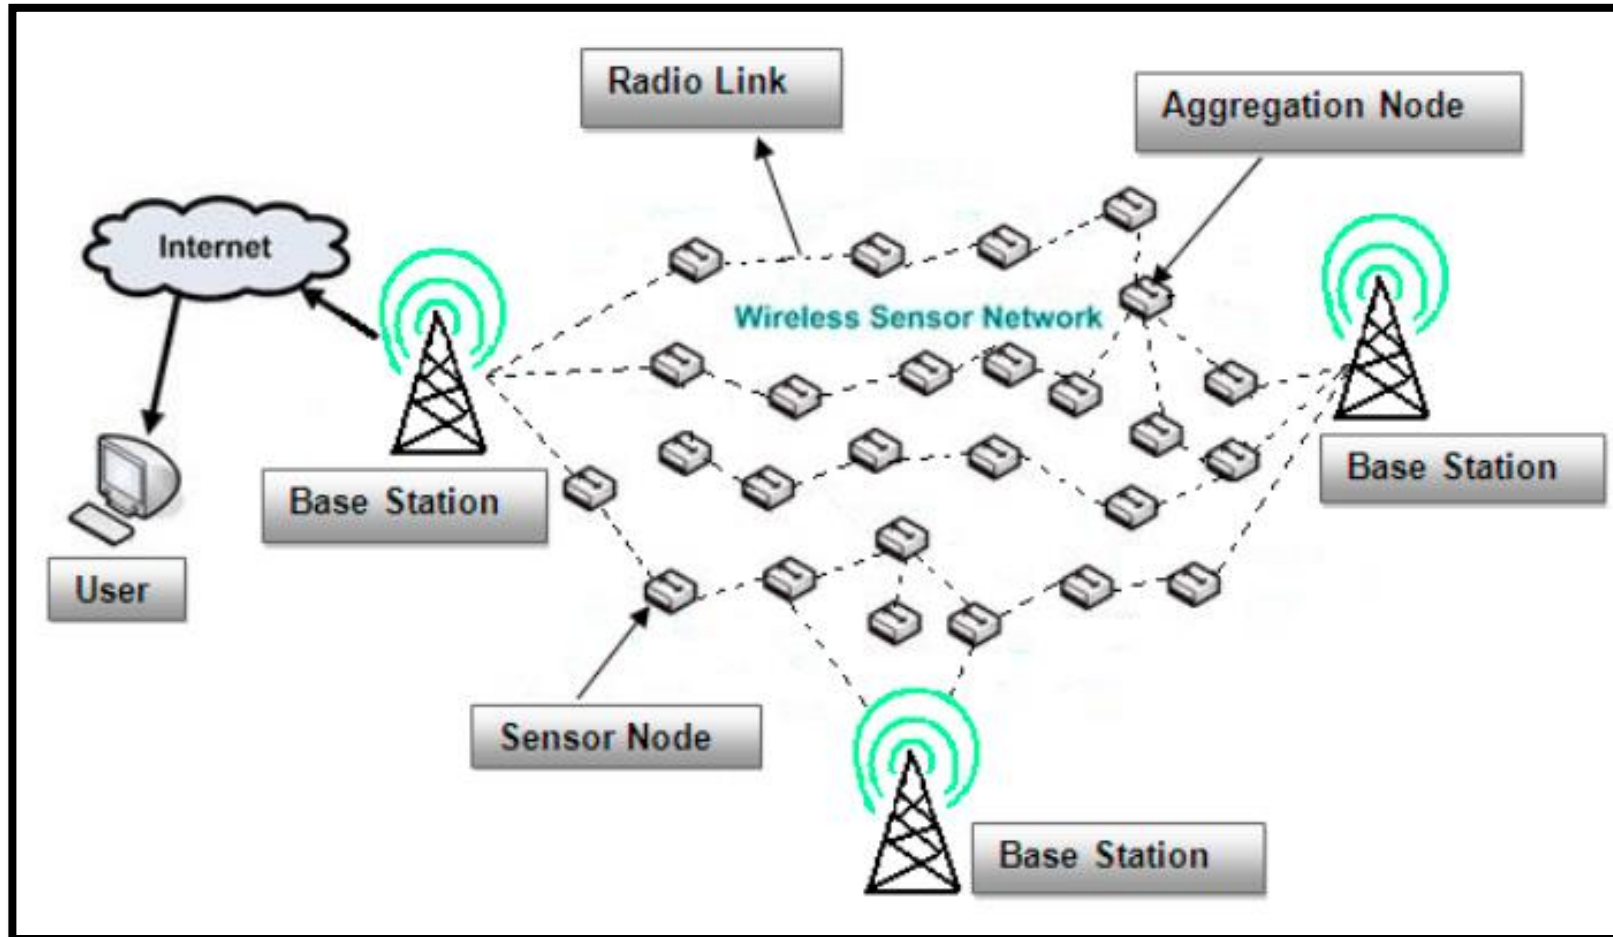 Radio Link
Aggregation Node
Internet
Wireless Sensor Network
Base Station
Base Station
User
Sensor Node
Base Station